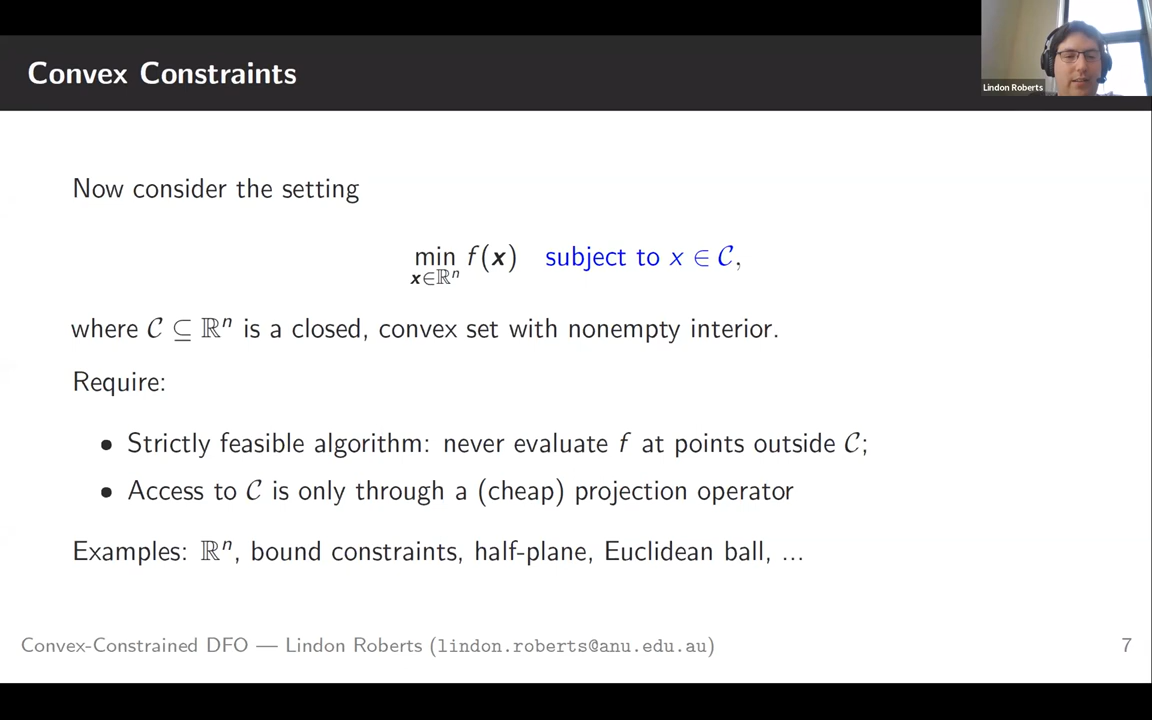 Convex Constraints
Lindon Roberts
Now consider the setting
min f(x) subject to x ∈ C,
x∈ℝⁿ
where C ⊆ ℝⁿ is a closed, convex set with nonempty interior.
Require:
• Strictly feasible algorithm: never evaluate f at points outside C;
• Access to C is only through a (cheap) projection operator
Examples: ℝⁿ, bound constraints, half-plane, Euclidean ball, ...
Convex-Constrained DFO — Lindon Roberts (lindon.roberts@anu.edu.au)
7